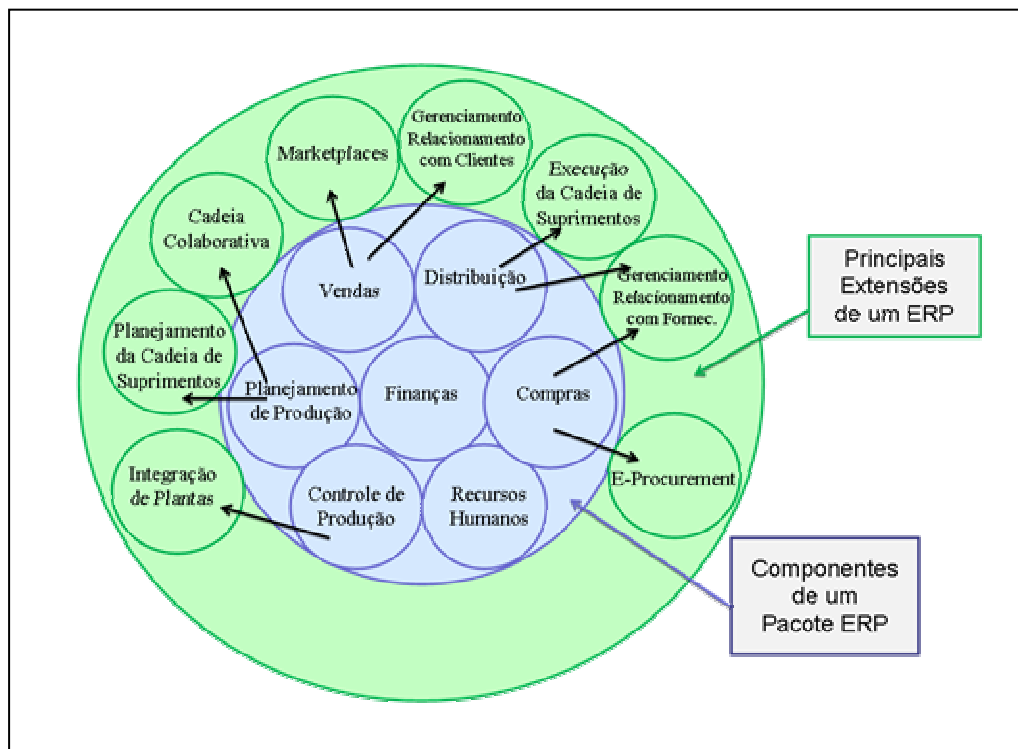 Gerenciamento
Relacionamento
com Clientes
Marketplaces
Execução
da Cadeia de
Suprimentos
Cadeia
Colaborativa
Gerenciamento
Relacionamento
com Fornec.
Planejamento
da Cadeia de
Suprimentos
Integração
de Plantas
E-Procurement
Vendas
Distribuição
Planejamento
de Produção
Finanças
Compras
Controle de
Produção
Recursos
Humanos
Principais
Extensões
de um ERP
Componentes
de um
Pacote ERP